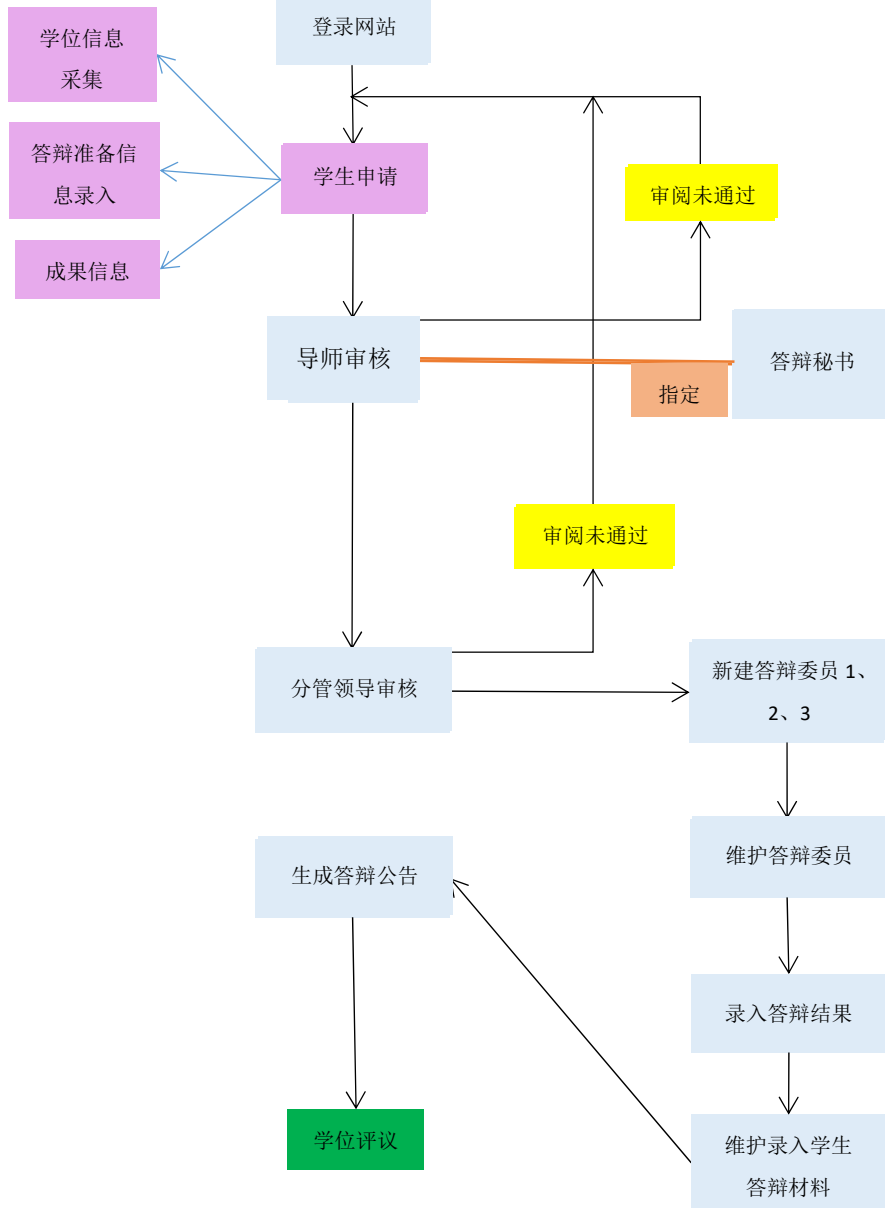 登录网站
学位信息
采集
答辩准备信
息录入
成果信息
学生申请
审阅未通过
导师审核
指定
答辩秘书
审阅未通过
分管领导审核
新建答辩委员 1、
2、3
维护答辩委员
录入答辩结果
维护录入学生
答辩材料
生成答辩公告
学位评议